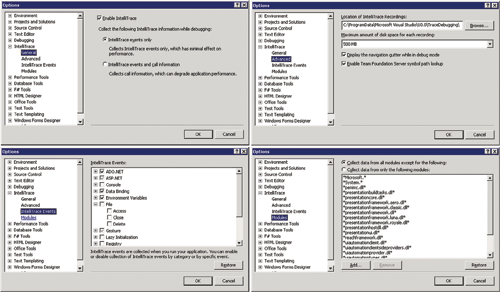 Options
Environment
Projects and Solutions
Source Control
Text Editor
Debugging
IntelliTrace
General
Advanced
IntelliTrace Events
Modules
Performance Tools
Database Tools
F# Tools
HTML Designer
Office Tools
Test Tools
Text Templating
Windows Forms Designer
Enable IntelliTrace
Collect the following IntelliTrace information while debugging:
IntelliTrace events only
Collects IntelliTrace events only, which has minimal effect on performance.
IntelliTrace events and call information
Collects call information, which can degrade application performance.
OK
Cancel
Options
Environment
Projects and Solutions
Source Control
Text Editor
Debugging
IntelliTrace
General
Advanced
IntelliTrace Events
Modules
Performance Tools
Database Tools
F# Tools
HTML Designer
Office Tools
Test Tools
Text Templating
Windows Forms Designer
Location of IntelliTrace Recordings:
Browse...
Maximum amount of disk space for each recording:
Display the navigation gutter while in debug mode
Enable Team Foundation Server symbol path lookup
OK
Cancel
Options
Environment
Projects and Solutions
Source Control
Text Editor
Debugging
IntelliTrace
General
Advanced
IntelliTrace Events
Modules
Performance Tools
Database Tools
F# Tools
HTML Designer
Office Tools
Test Tools
Text Templating
Windows Forms Designer
IntelliTrace Events:
ADO.NET
ASP.NET
Console
Data Binding
Environment Variables
File
Access
Close
Delete
Gesture
Lazy Initialization
Registry
IntelliTrace events are collected when you run your application. You can enable
or disable collection of IntelliTrace events by category or by specific event.
Restore
OK
Cancel
Options
Environment
Projects and Solutions
Source Control
Text Editor
Debugging
IntelliTrace
General
Advanced
IntelliTrace Events
Modules
Performance Tools
Database Tools
F# Tools
HTML Designer
Office Tools
Test Tools
Text Templating
Windows Forms Designer
Collect data from all modules except for the following:
Collect data from only the following modules:
*Microsoft.*
*System.*
*penimc.dll*
*presentationbuildtasks.dll*
*presentationcore.dll*
*presentationframework.dll*
*presentationframework.aero.dll*
*presentationframework.classic.dll*
*presentationframework.luna.dll*
*presentationframework.royale.dll*
*presentationhostdll.dll*
*presentationui.dll*
*reachframework.dll*
*uiautomationclient.dll*
*uiautomationclientsideproviders.dll*
*uiautomationprovider.dll*
Add...
Remove
Restore
OK
Cancel